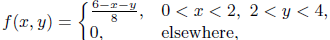 f(x, y) = { (6−x−y)/8, 0 < x < 2, 2 < y < 4,
0, elsewhere,